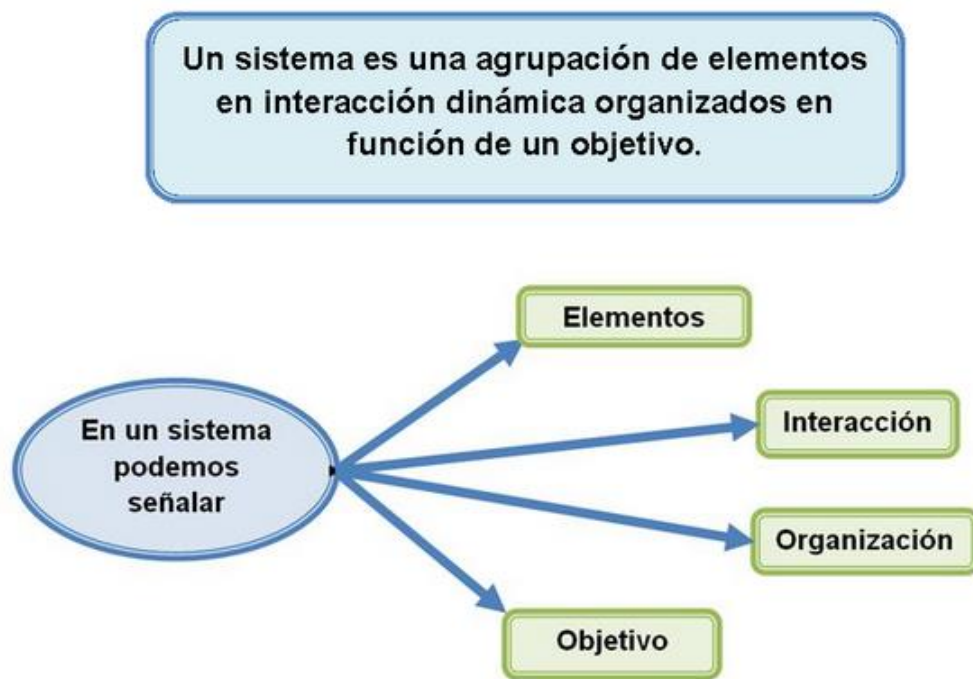 Un sistema es una agrupación de elementos
en interacción dinámica organizados en
función de un objetivo.
Elementos
En un sistema
podemos
señalar
Interacción
Organización
Objetivo